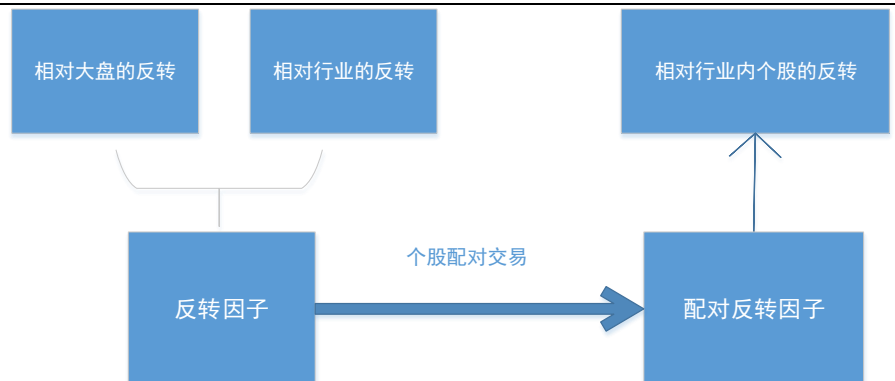 相对大盘的反转
相对行业的反转
相对行业内个股的反转
个股配对交易
反转因子
配对反转因子